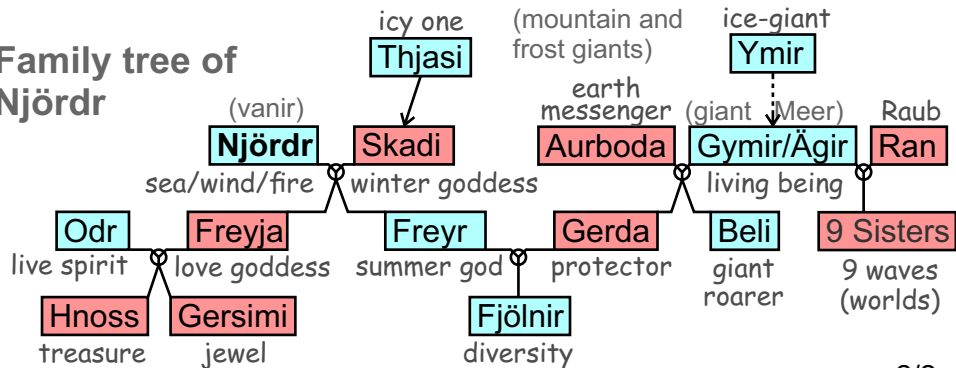 icy one
(mountain and
frost giants)
ice-giant
Family tree of
Njördr
Thjasi
Ymir
earth
messenger
(vanir)
(giant Meer)
Raub
Njördr
Skadi
Aurboda
Gymir/Ägir
Ran
sea/wind/fire
winter goddess
living being
Odr
Freyja
Freyr
Gerda
Beli
9 Sisters
live spirit
love goddess
summer god
protector
giant
roarer
9 waves
(worlds)
Hnoss
Gersimi
Fjölnir
treasure
jewel
diversity